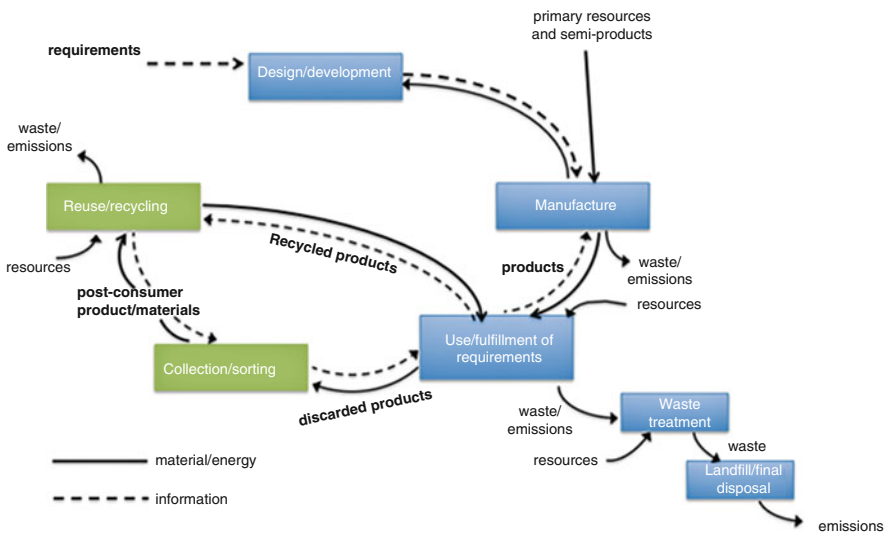 primary resources
and semi-products
requirements
Design/development
waste/
emissions
Reuse/recycling
Manufacture
resources
Recycled products
products
waste/
emissions
post-consumer
product/materials
resources
Use/fulfillment of
requirements
Collection/sorting
discarded products
waste/
emissions
Waste
treatment
resources
waste
Landfill/final
disposal
emissions
material/energy
information